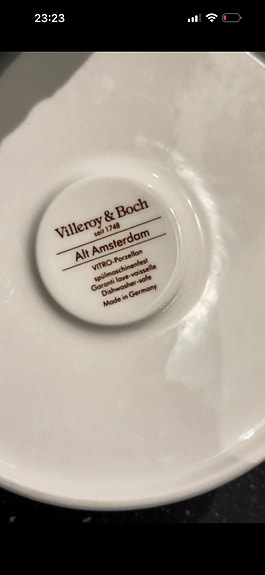 23:23
Villeroy & Boch
seit 1748
Alt Amsterdam
VITRO-Porzellan
spülmaschinenfest
Garanti lave-vaisselle
Dishwasher-safe
Made in Germany